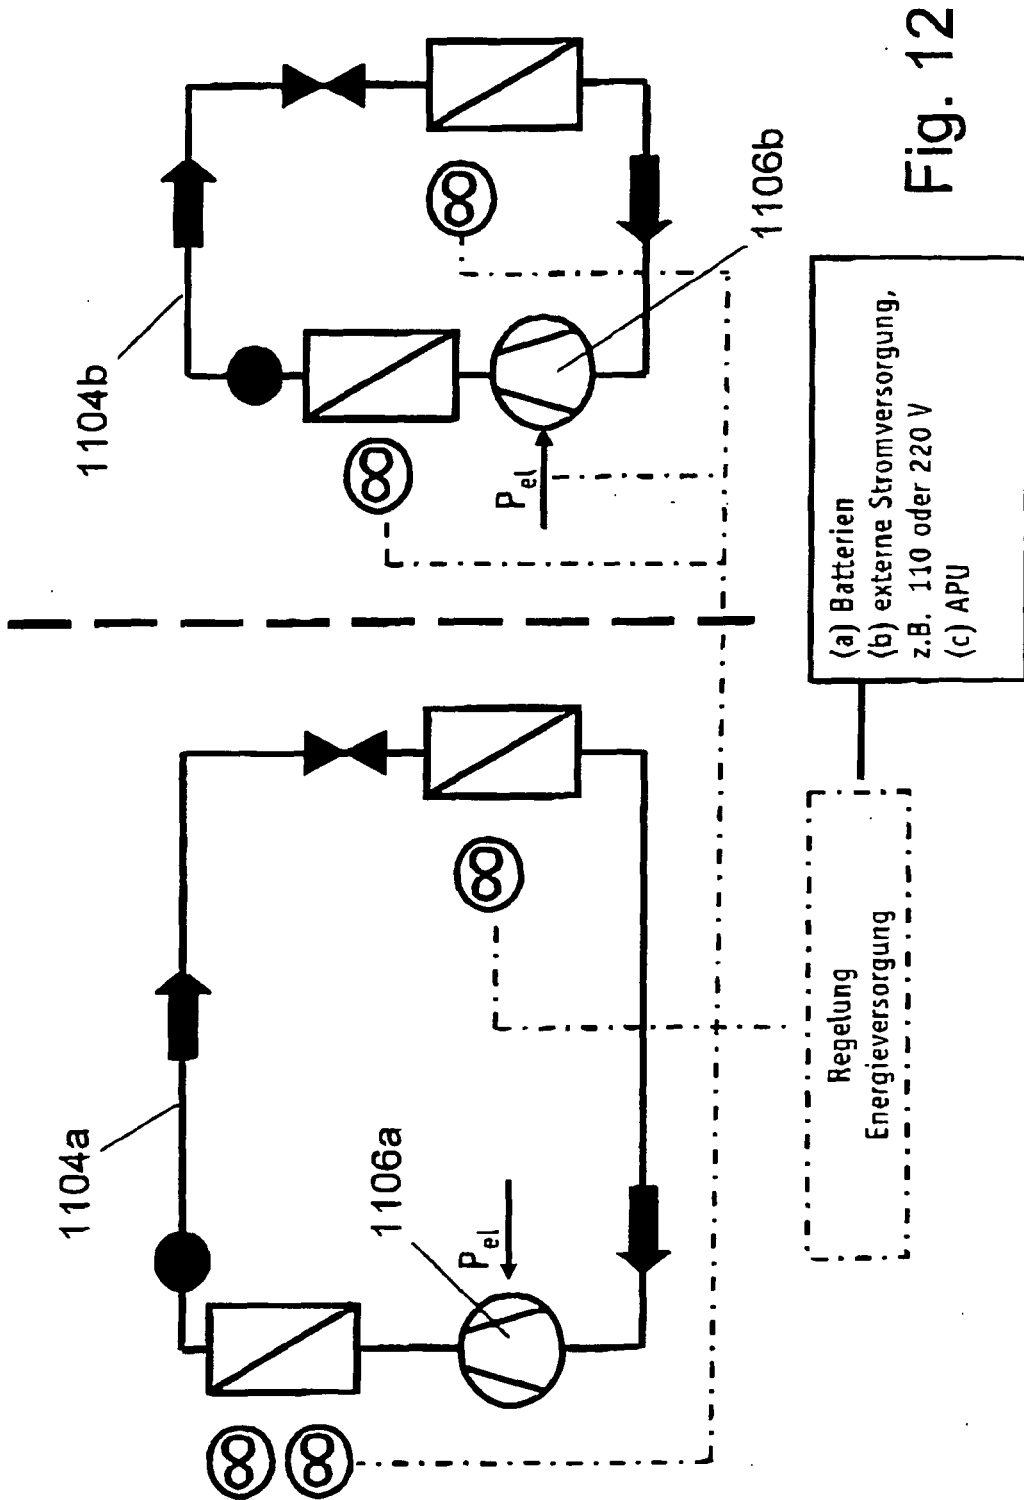 1104a
1106a
P_el
1104b
P_el
1106b
Regelung
Energieversorgung
(a) Batterien
(b) externe Stromversorgung,
z.B. 110 oder 220 V
(c) APU
Fig. 12